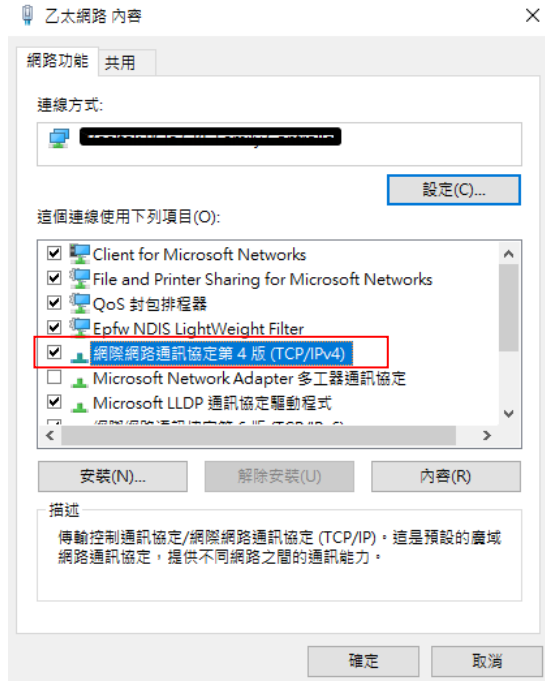 乙太網路 內容
網路功能 共用
連線方式:
設定(C)...
這個連線使用下列項目(O):
Client for Microsoft Networks
File and Printer Sharing for Microsoft Networks
QoS 封包排程器
Epfw NDIS LightWeight Filter
網際網路通訊協定第 4 版 (TCP/IPv4)
Microsoft Network Adapter 多工器通訊協定
Microsoft LLDP 通訊協定驅動程式
安裝(N)... 解除安裝(U) 內容(R)
描述
傳輸控制通訊協定/網際網路通訊協定 (TCP/IP)。這是預設的廣域
網路通訊協定，提供不同網路之間的通訊能力。
確定 取消